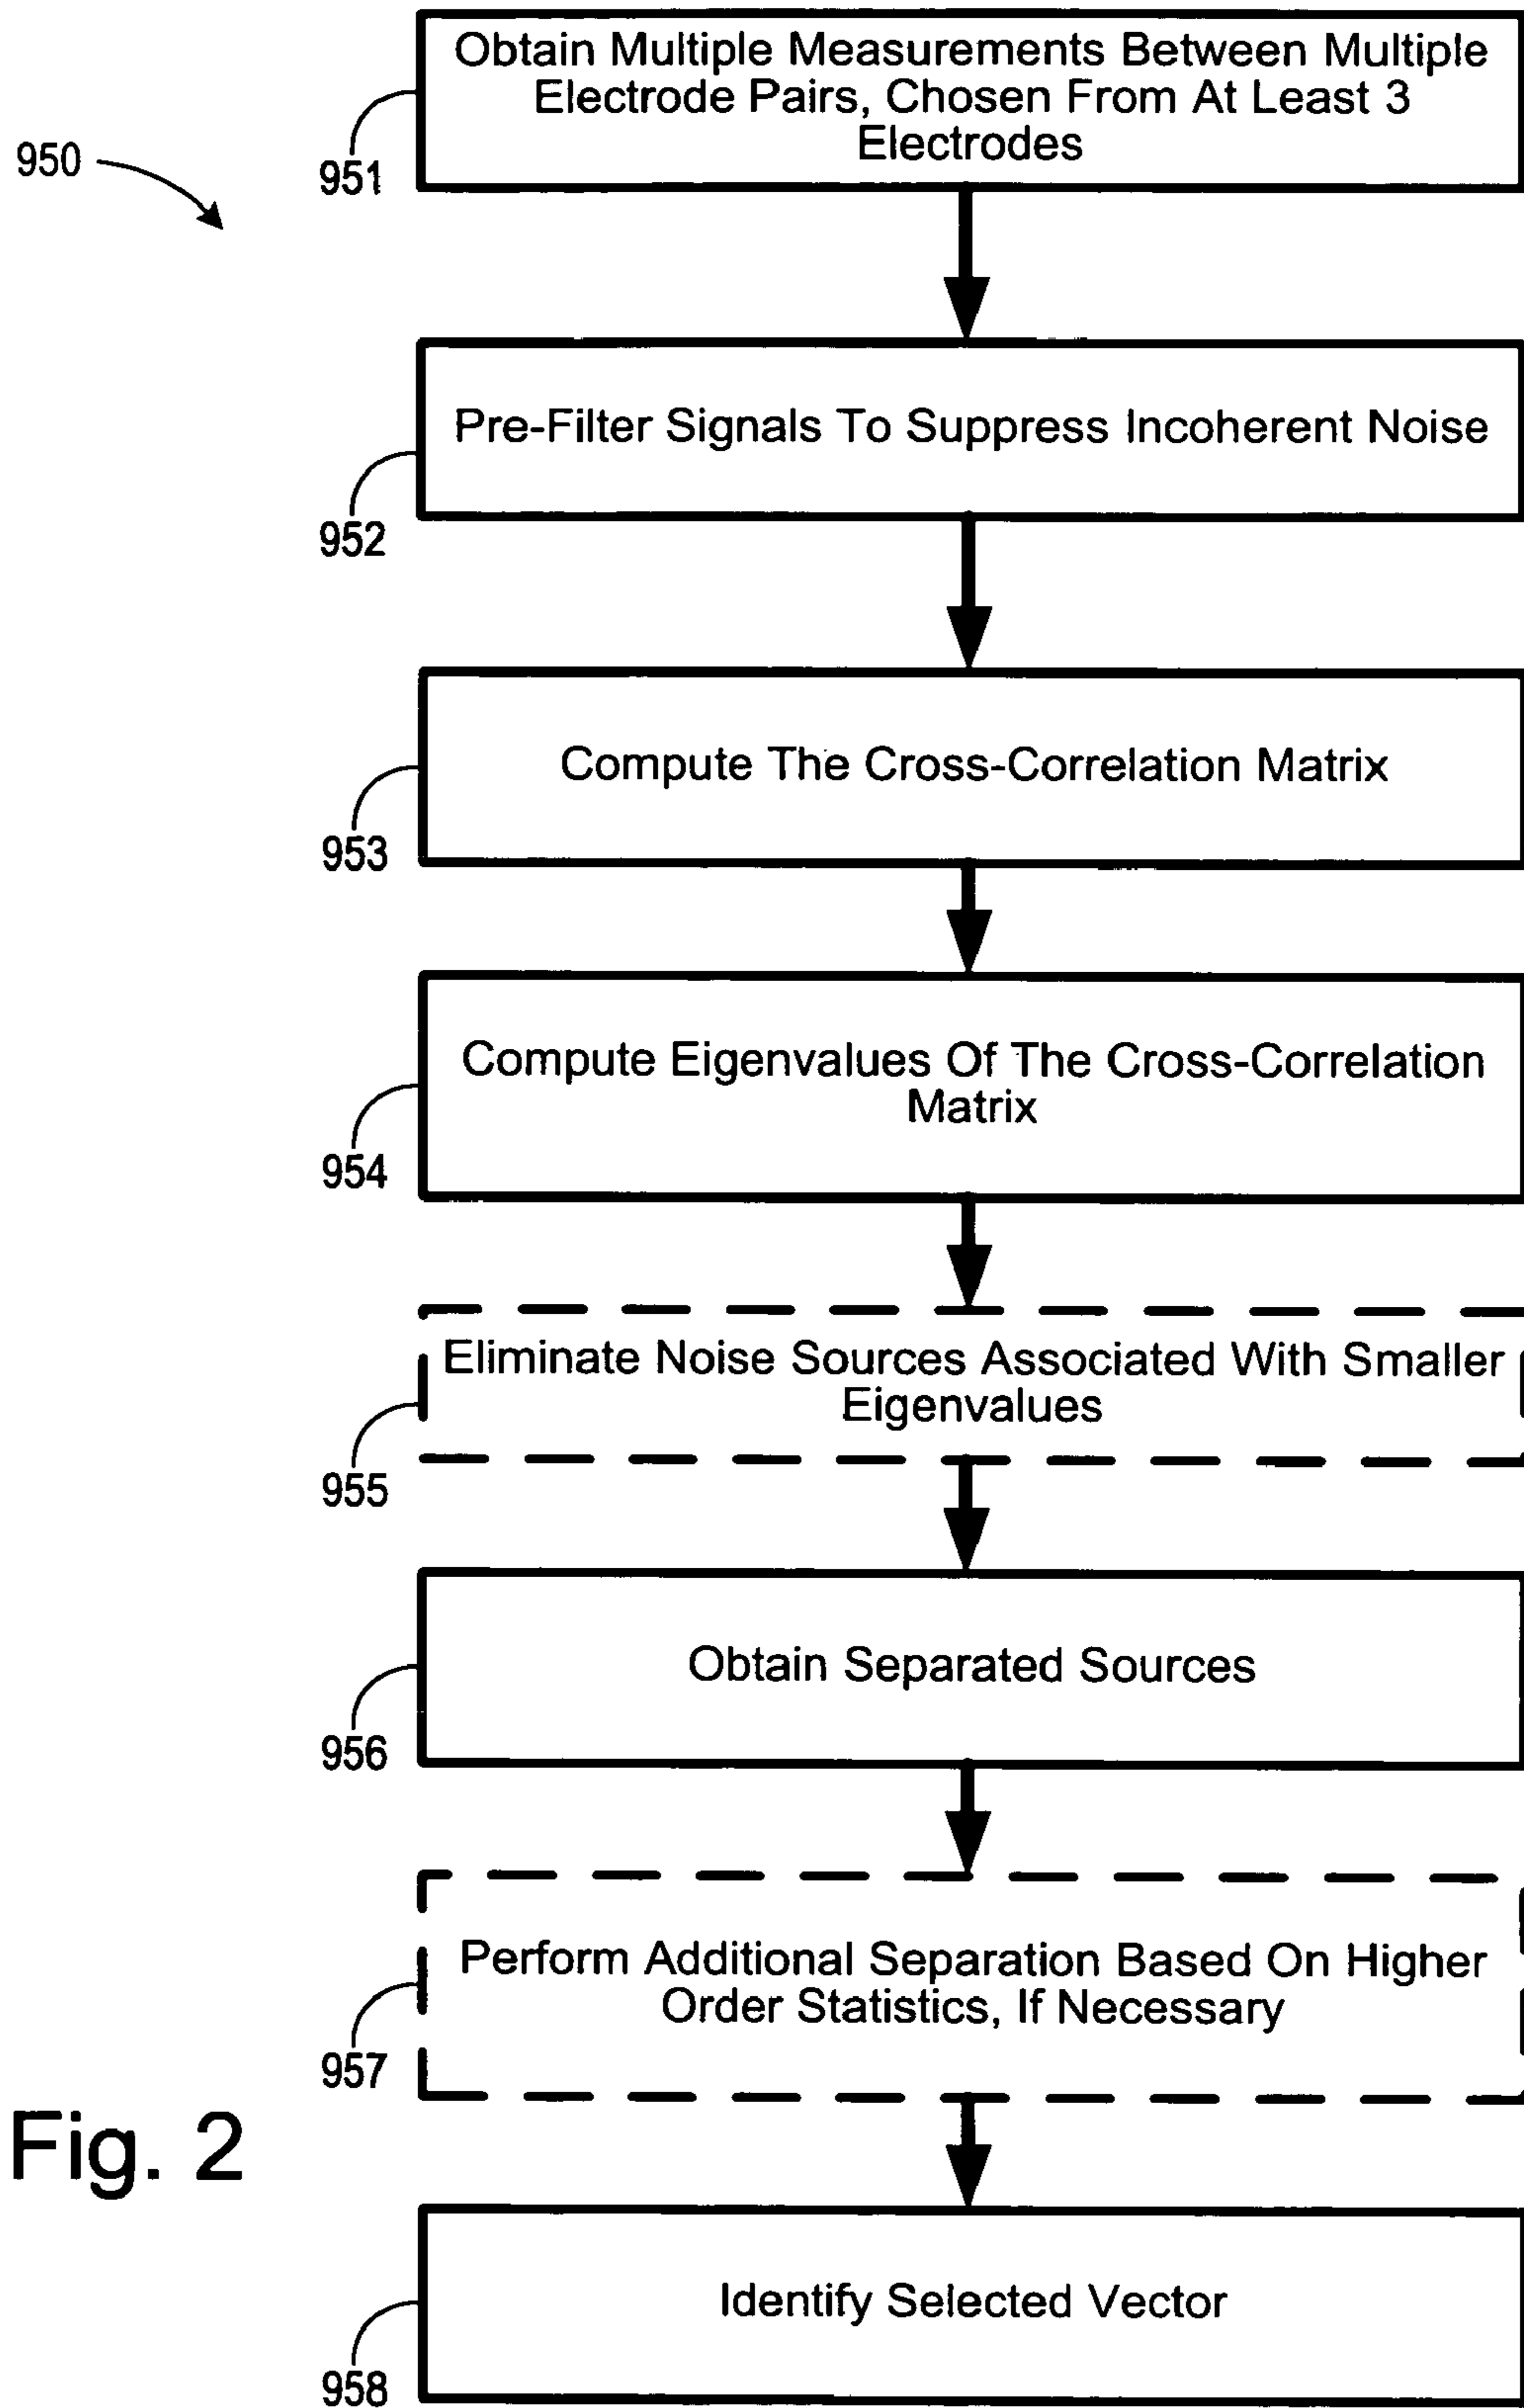 950
Obtain Multiple Measurements Between Multiple
Electrode Pairs, Chosen From At Least 3
Electrodes
951
Pre-Filter Signals To Suppress Incoherent Noise
952
Compute The Cross-Correlation Matrix
953
Compute Eigenvalues Of The Cross-Correlation
Matrix
954
Eliminate Noise Sources Associated With Smaller
Eigenvalues
955
Obtain Separated Sources
956
Perform Additional Separation Based On Higher
Order Statistics, If Necessary
957
Identify Selected Vector
958
Fig. 2